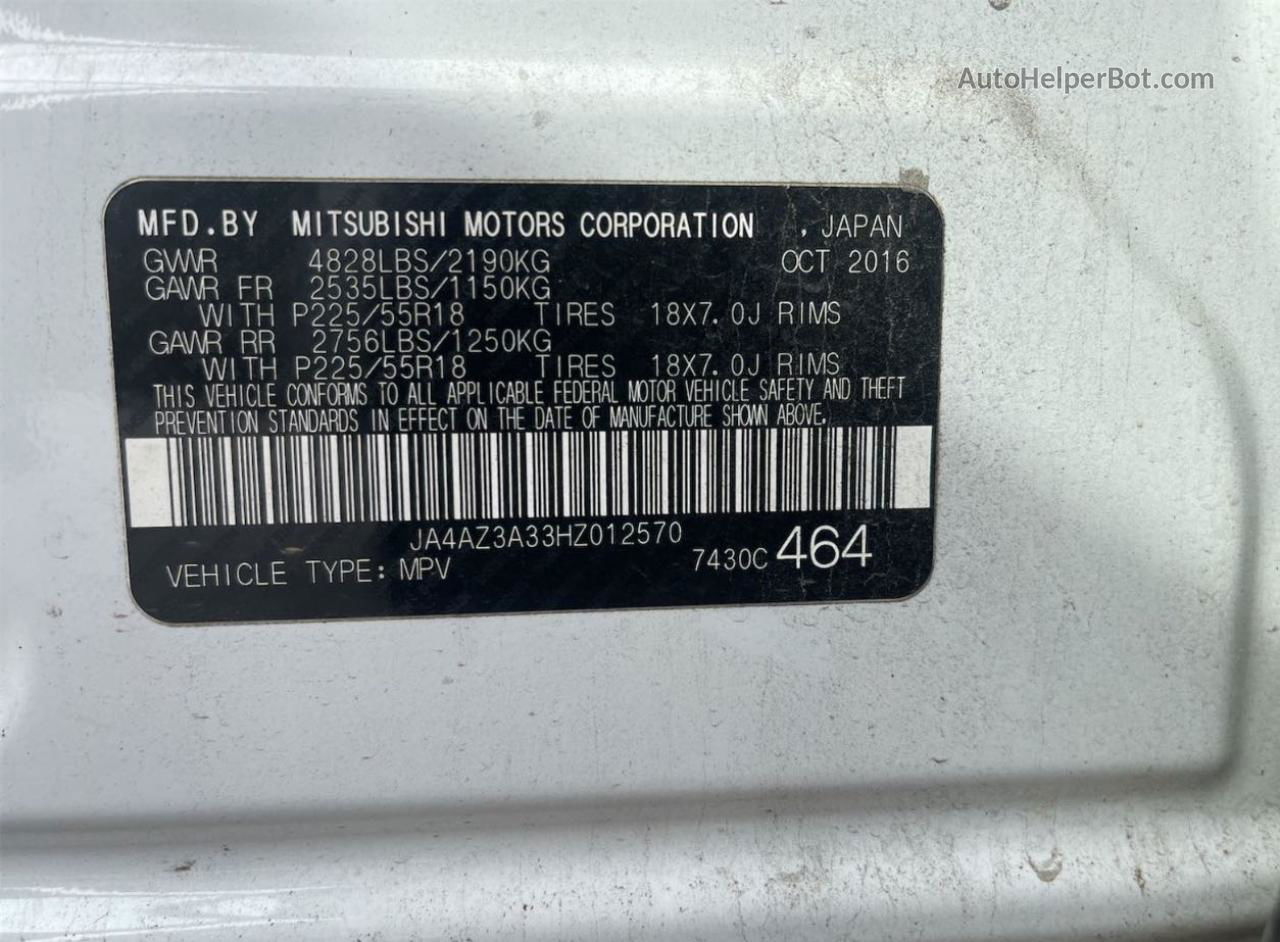 AutoHelperBot.com
MFD.BY MITSUBISHI MOTORS CORPORATION , JAPAN
GWVR 4828LBS/2190KG OCT 2016
GAWR FR 2535LBS/1150KG
WITH P225/55R18 TIRES 18X7.0J RIMS
GAWR RR 2756LBS/1250KG
WITH P225/55R18 TIRES 18X7.0J RIMS
THIS VEHICLE CONFORMS TO ALL APPLICABLE FEDERAL MOTOR VEHICLE SAFETY AND THEFT
PREVENTION STANDARDS IN EFFECT ON THE DATE OF MANUFACTURE SHOWN ABOVE.
JA4AZ3A33HZ012570
VEHICLE TYPE: MPV 7430C 464